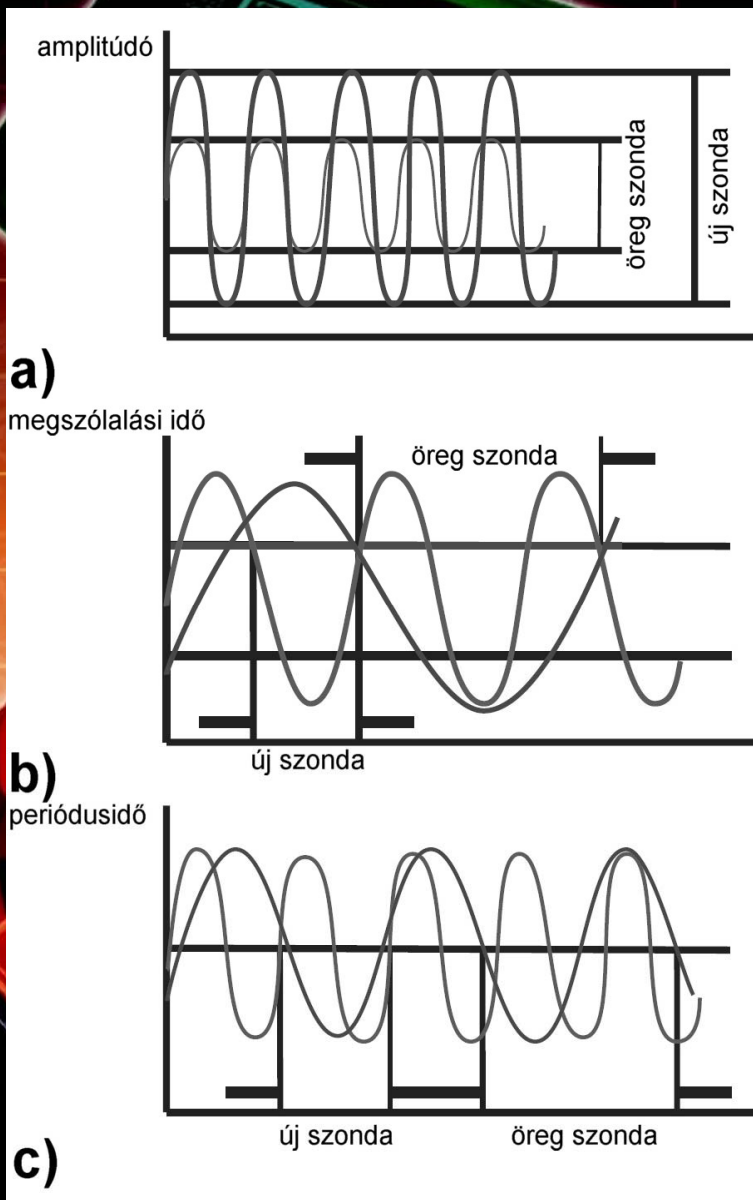 amplitúdó
öreg szonda
új szonda
a)
megszólalási idő
öreg szonda
új szonda
b)
periódusidő
új szonda
öreg szonda
c)